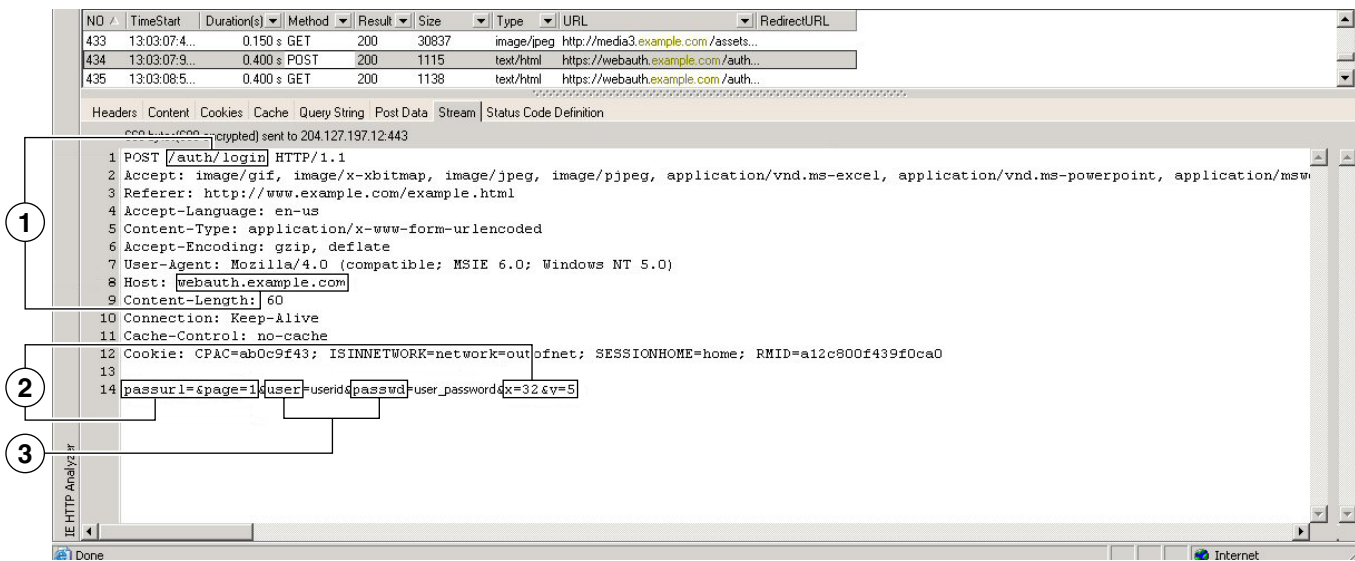 NO TimeStart Duration(s) Method Result Size Type URL RedirectURL
433 13:03:07:4... 0.150 s GET 200 30837 image/jpeg http://media3.example.com /assets...
434 13:03:07:9... 0.400 s POST 200 1115 text/html https://webauth.example.com /auth...
435 13:03:08:5... 0.400 s GET 200 1138 text/html https://webauth.example.com /auth...
Headers Content Cookies Cache Query String Post Data Stream Status Code Definition
encrypted) sent to 204.127.197.12:443
1 POST /auth/login HTTP/1.1
2 Accept: image/gif, image/x-xbitmap, image/jpeg, image/pjpeg, application/vnd.ms-excel, application/vnd.ms-powerpoint, application/msw
3 Referer: http://www.example.com/example.html
4 Accept-Language: en-us
5 Content-Type: application/x-www-form-urlencoded
6 Accept-Encoding: gzip, deflate
7 User-Agent: Mozilla/4.0 (compatible; MSIE 6.0; Windows NT 5.0)
8 Host: webauth.example.com
9 Content-Length: 60
10 Connection: Keep-Alive
11 Cache-Control: no-cache
12 Cookie: CPAC=ab0c9f43; ISINNETWORK=network=outofnet; SESSIONHOME=home; RMID=a12c800f439f0ca0
13
14 passurl=&page=1&user=userid&passwd=user_password&x=32&y=5
1
2
3
IE HTTP Analyzer
Done
Internet